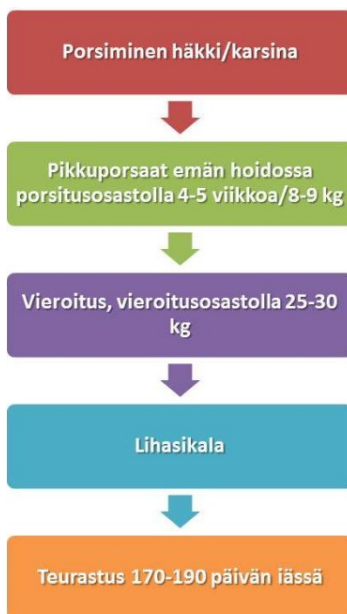 Porsiminen häkki/karsina
Pikkuporsaat emän hoidossa
porsitusosastolla 4-5 viikkoa/8-9 kg
Vieroitus, vieroitusosastolla 25-30
kg
Lihasikala
Teurastus 170-190 päivän iässä